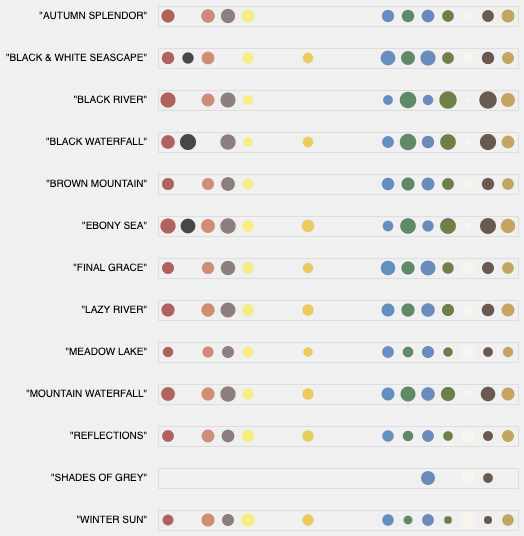 "AUTUMN SPLENDOR"
"BLACK & WHITE SEASCAPE"
"BLACK RIVER"
"BLACK WATERFALL"
"BROWN MOUNTAIN"
"EBONY SEA"
"FINAL GRACE"
"LAZY RIVER"
"MEADOW LAKE"
"MOUNTAIN WATERFALL"
"REFLECTIONS"
"SHADES OF GREY"
"WINTER SUN"